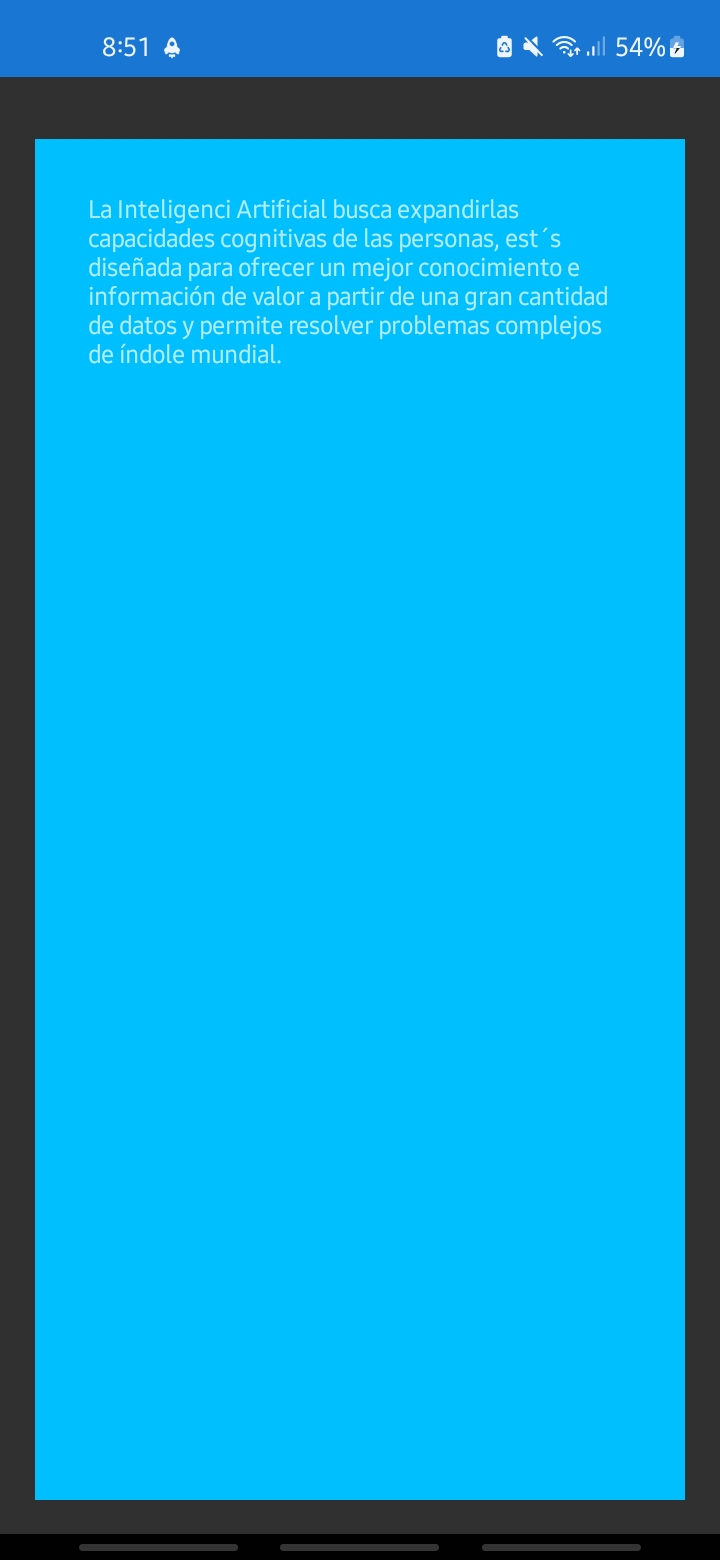 8:51
54%
La Inteligenci Artificial busca expandirlas
capacidades cognitivas de las personas, est´s
diseñada para ofrecer un mejor conocimiento e
información de valor a partir de una gran cantidad
de datos y permite resolver problemas complejos
de índole mundial.